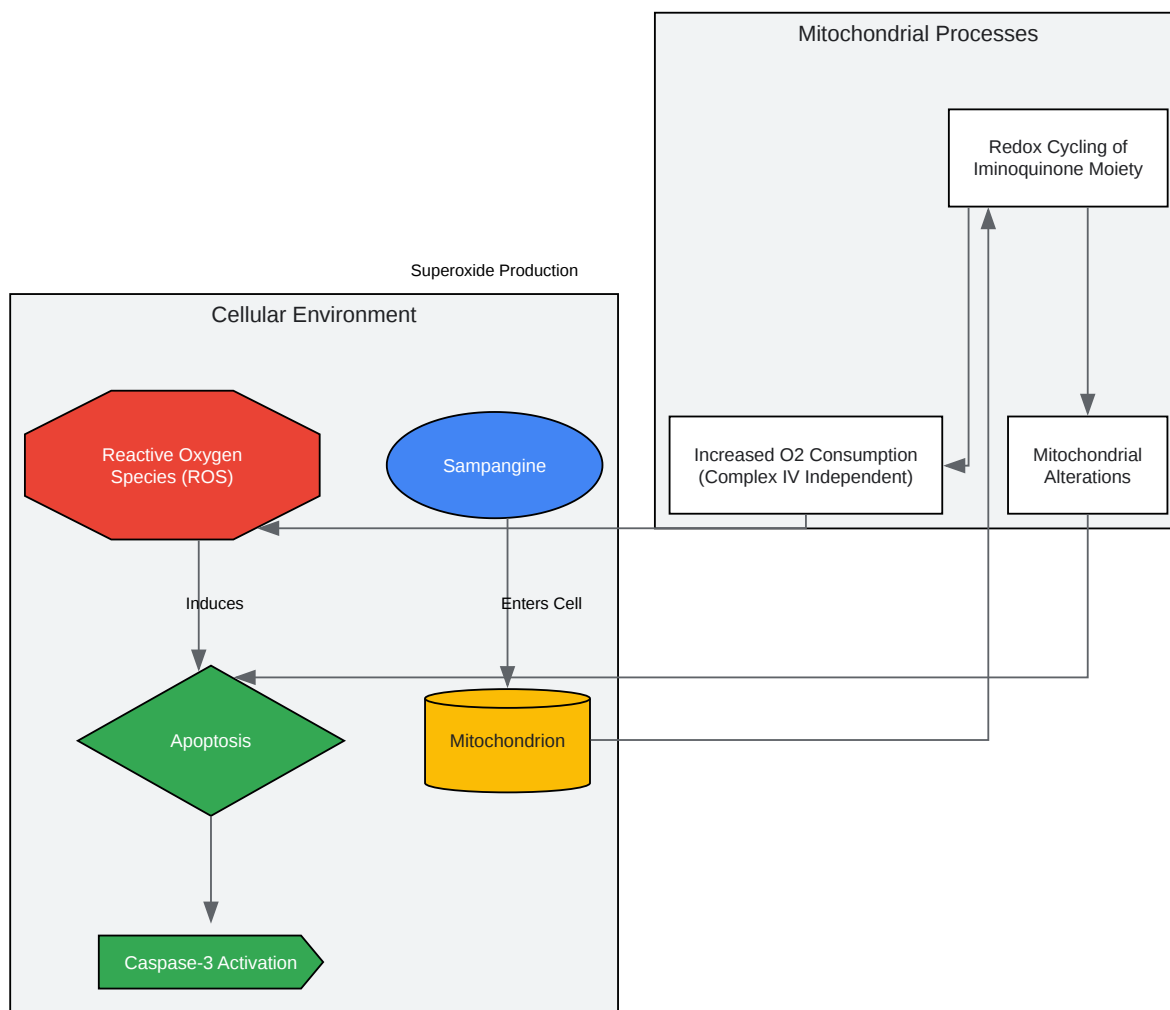 Mitochondrial Processes
Redox Cycling of
Iminoquinone Moiety
Superoxide Production
Cellular Environment
Reactive Oxygen
Species (ROS)
Sampangine
Increased O2 Consumption
(Complex IV Independent)
Mitochondrial
Alterations
Induces
Enters Cell
Apoptosis
Mitochondrion
Caspase-3 Activation